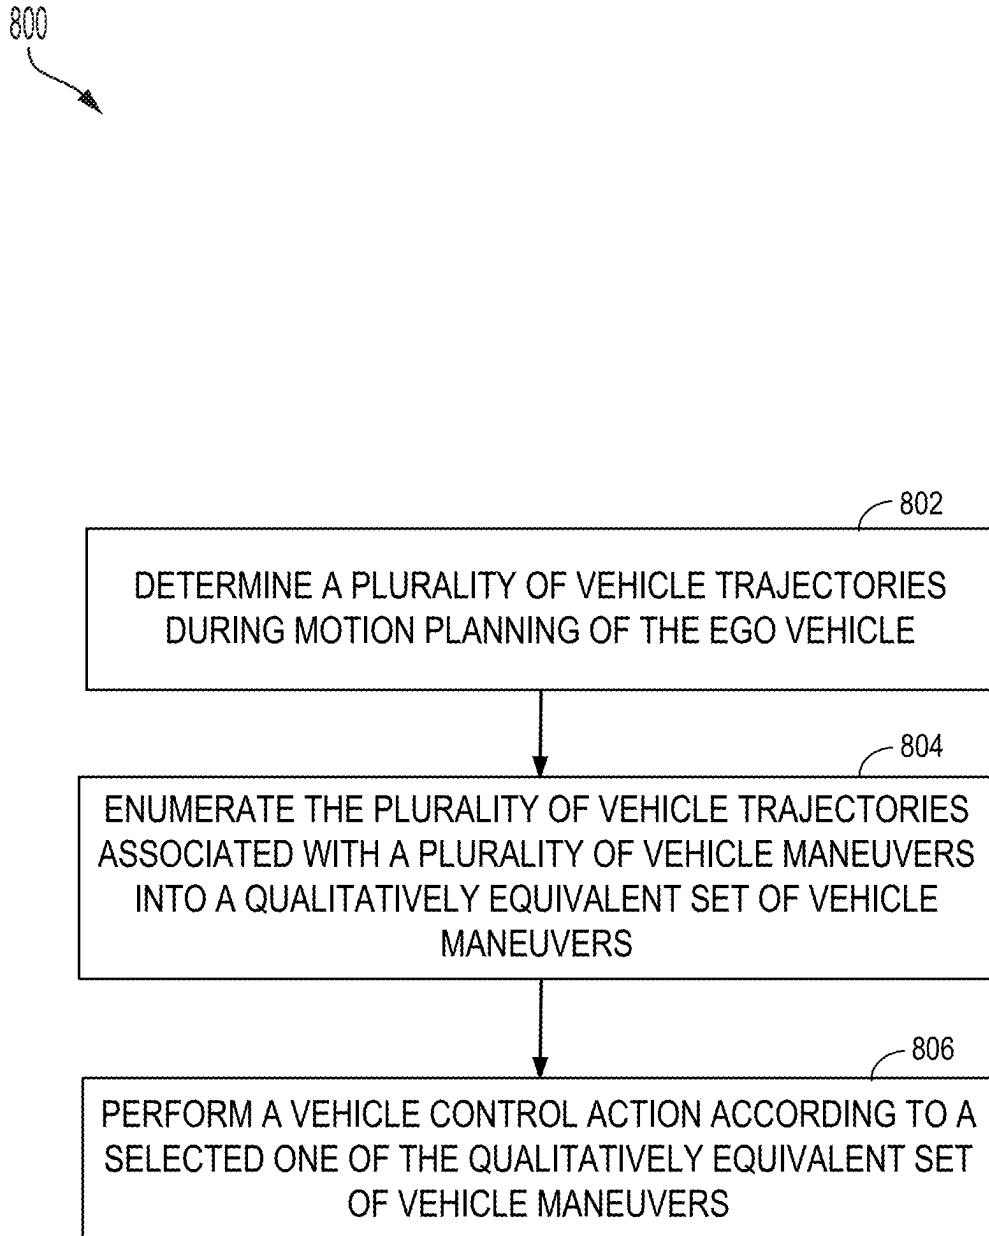 800
802
DETERMINE A PLURALITY OF VEHICLE TRAJECTORIES
DURING MOTION PLANNING OF THE EGO VEHICLE
804
ENUMERATE THE PLURALITY OF VEHICLE TRAJECTORIES
ASSOCIATED WITH A PLURALITY OF VEHICLE MANEUVERS
INTO A QUALITATIVELY EQUIVALENT SET OF VEHICLE
MANEUVERS
806
PERFORM A VEHICLE CONTROL ACTION ACCORDING TO A
SELECTED ONE OF THE QUALITATIVELY EQUIVALENT SET
OF VEHICLE MANEUVERS